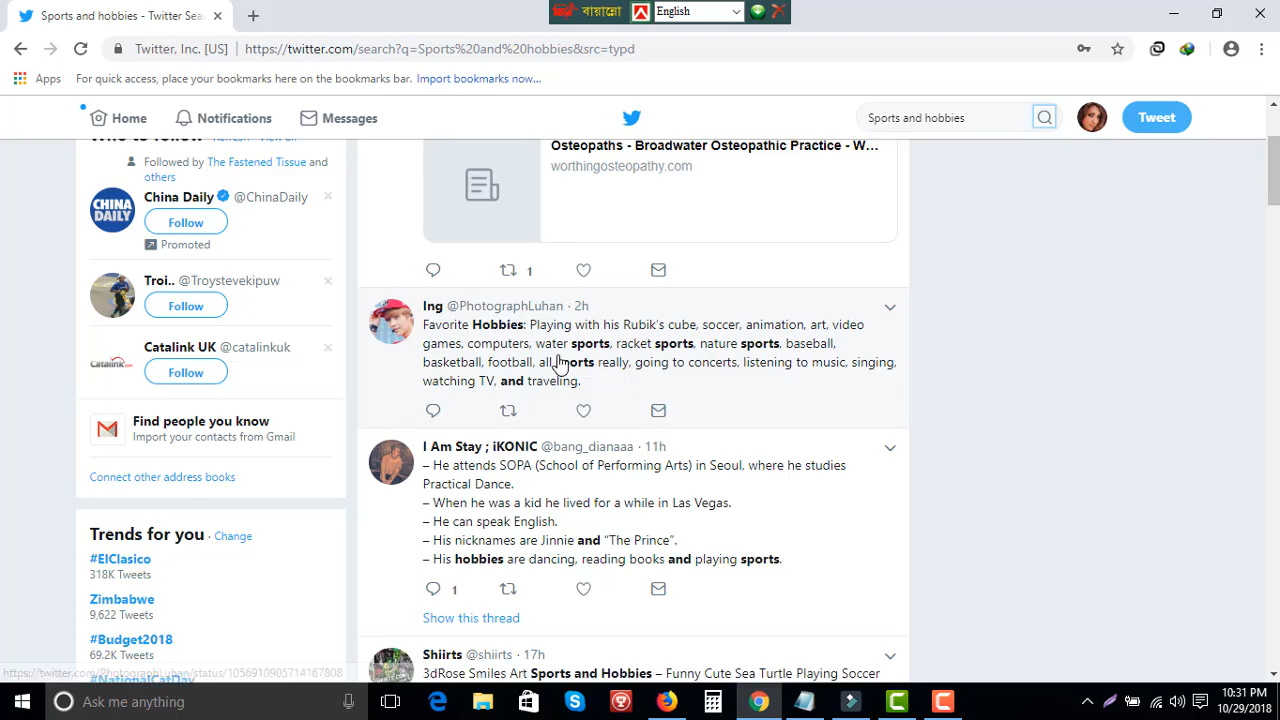 Sports and hobbies - Twitter Sea
বায়ান্নো
English
Twitter, Inc. [US]
https://twitter.com/search?q=Sports%20and%20hobbies&src=typd
Apps
For quick access, place your bookmarks here on the bookmarks bar. Import bookmarks now...
Home
Notifications
Messages
Sports and hobbies
Tweet
Who to follow · Refresh · View all
Followed by The Fastened Tissue and
others
CHINA
DAILY
China Daily @ChinaDaily
Follow
Promoted
Troi.. @Troystevekipuw
Follow
Catalink
Catalink UK @catalinkuk
Follow
Find people you know
Import your contacts from Gmail
Connect other address books
Trends for you · Change
#ElClasico
318K Tweets
Zimbabwe
9,622 Tweets
#Budget2018
69.2K Tweets
#NationalCatDay
Osteopaths - Broadwater Osteopathic Practice - W...
worthingosteopathy.com
1
Ing @PhotographLuhan · 2h
Favorite Hobbies: Playing with his Rubik's cube, soccer, animation, art, video
games, computers, water sports, racket sports, nature sports, baseball,
basketball, football, all sports really, going to concerts, listening to music, singing,
watching TV, and traveling.
I Am Stay ; iKONIC @bang_dianaaa · 11h
– He attends SOPA (School of Performing Arts) in Seoul, where he studies
Practical Dance.
– When he was a kid he lived for a while in Las Vegas.
– He can speak English.
– His nicknames are Jinnie and “The Prince”.
– His hobbies are dancing, reading books and playing sports.
1
Show this thread
Shiirts @shiirts · 17h
3dRose Smiles Art Sports and Hobbies – Funny Cute Sea Turtle Playing Soccer
https://twitter.com/PhotographLuhan/status/1056910905714167808
Ask me anything
10:31 PM
10/29/2018